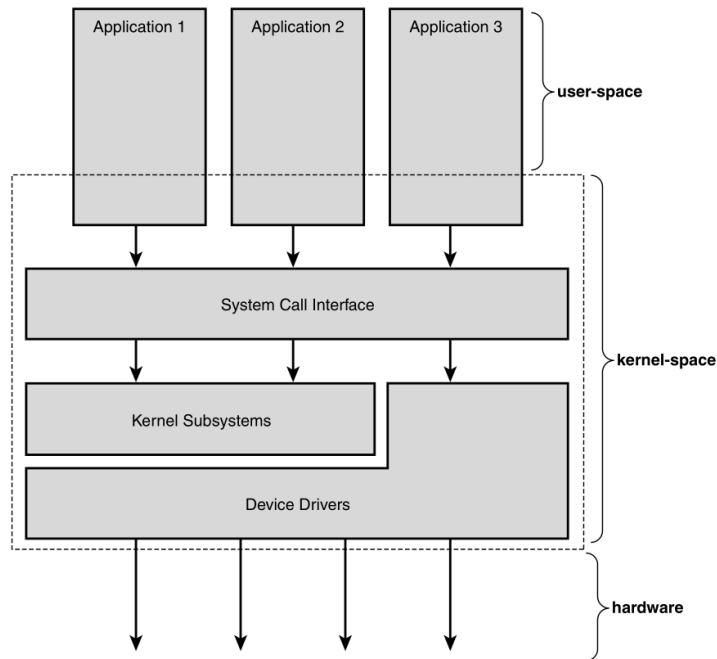 Application 1
Application 2
Application 3
user-space
System Call Interface
kernel-space
Kernel Subsystems
Device Drivers
hardware